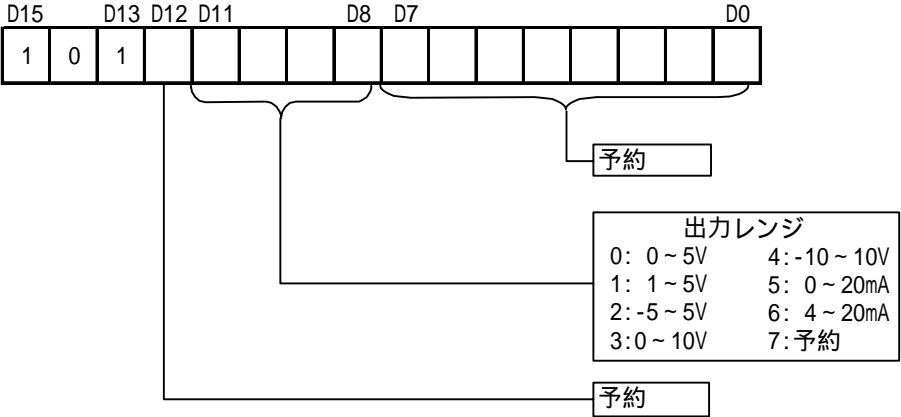 D15 D13 D12 D11 D8 D7 D0
1 0 1
予約
出力レンジ
0: 0～5V 4:-10～10V
1: 1～5V 5: 0～20mA
2:-5～5V 6: 4～20mA
3:0～10V 7:予約
予約